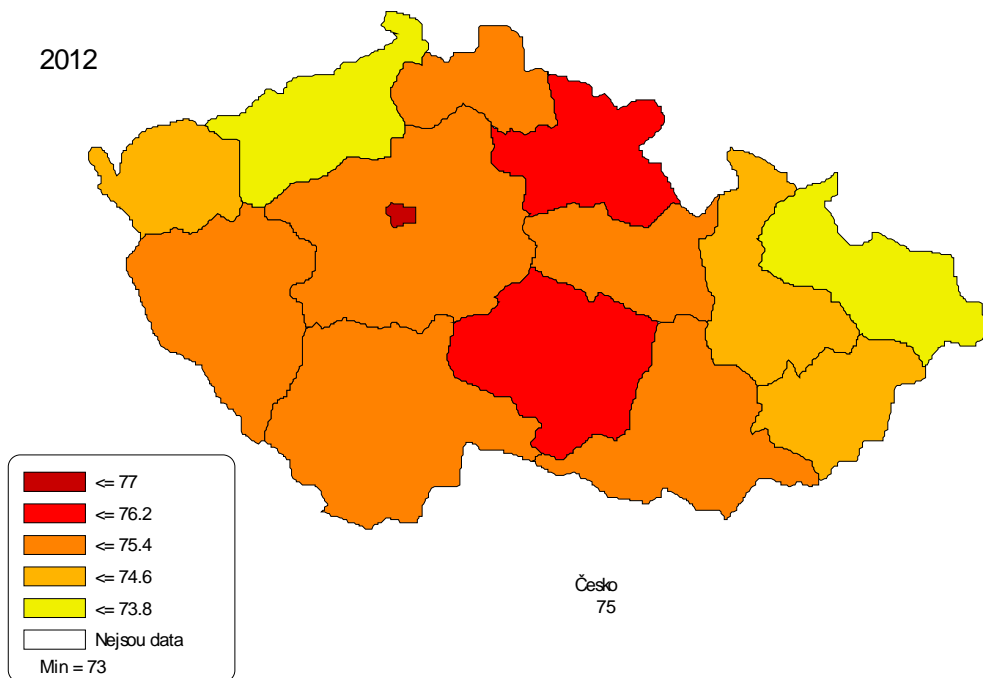 2012
<= 77
<= 76.2
<= 75.4
<= 74.6
<= 73.8
Nejsou data
Min = 73
Česko
75